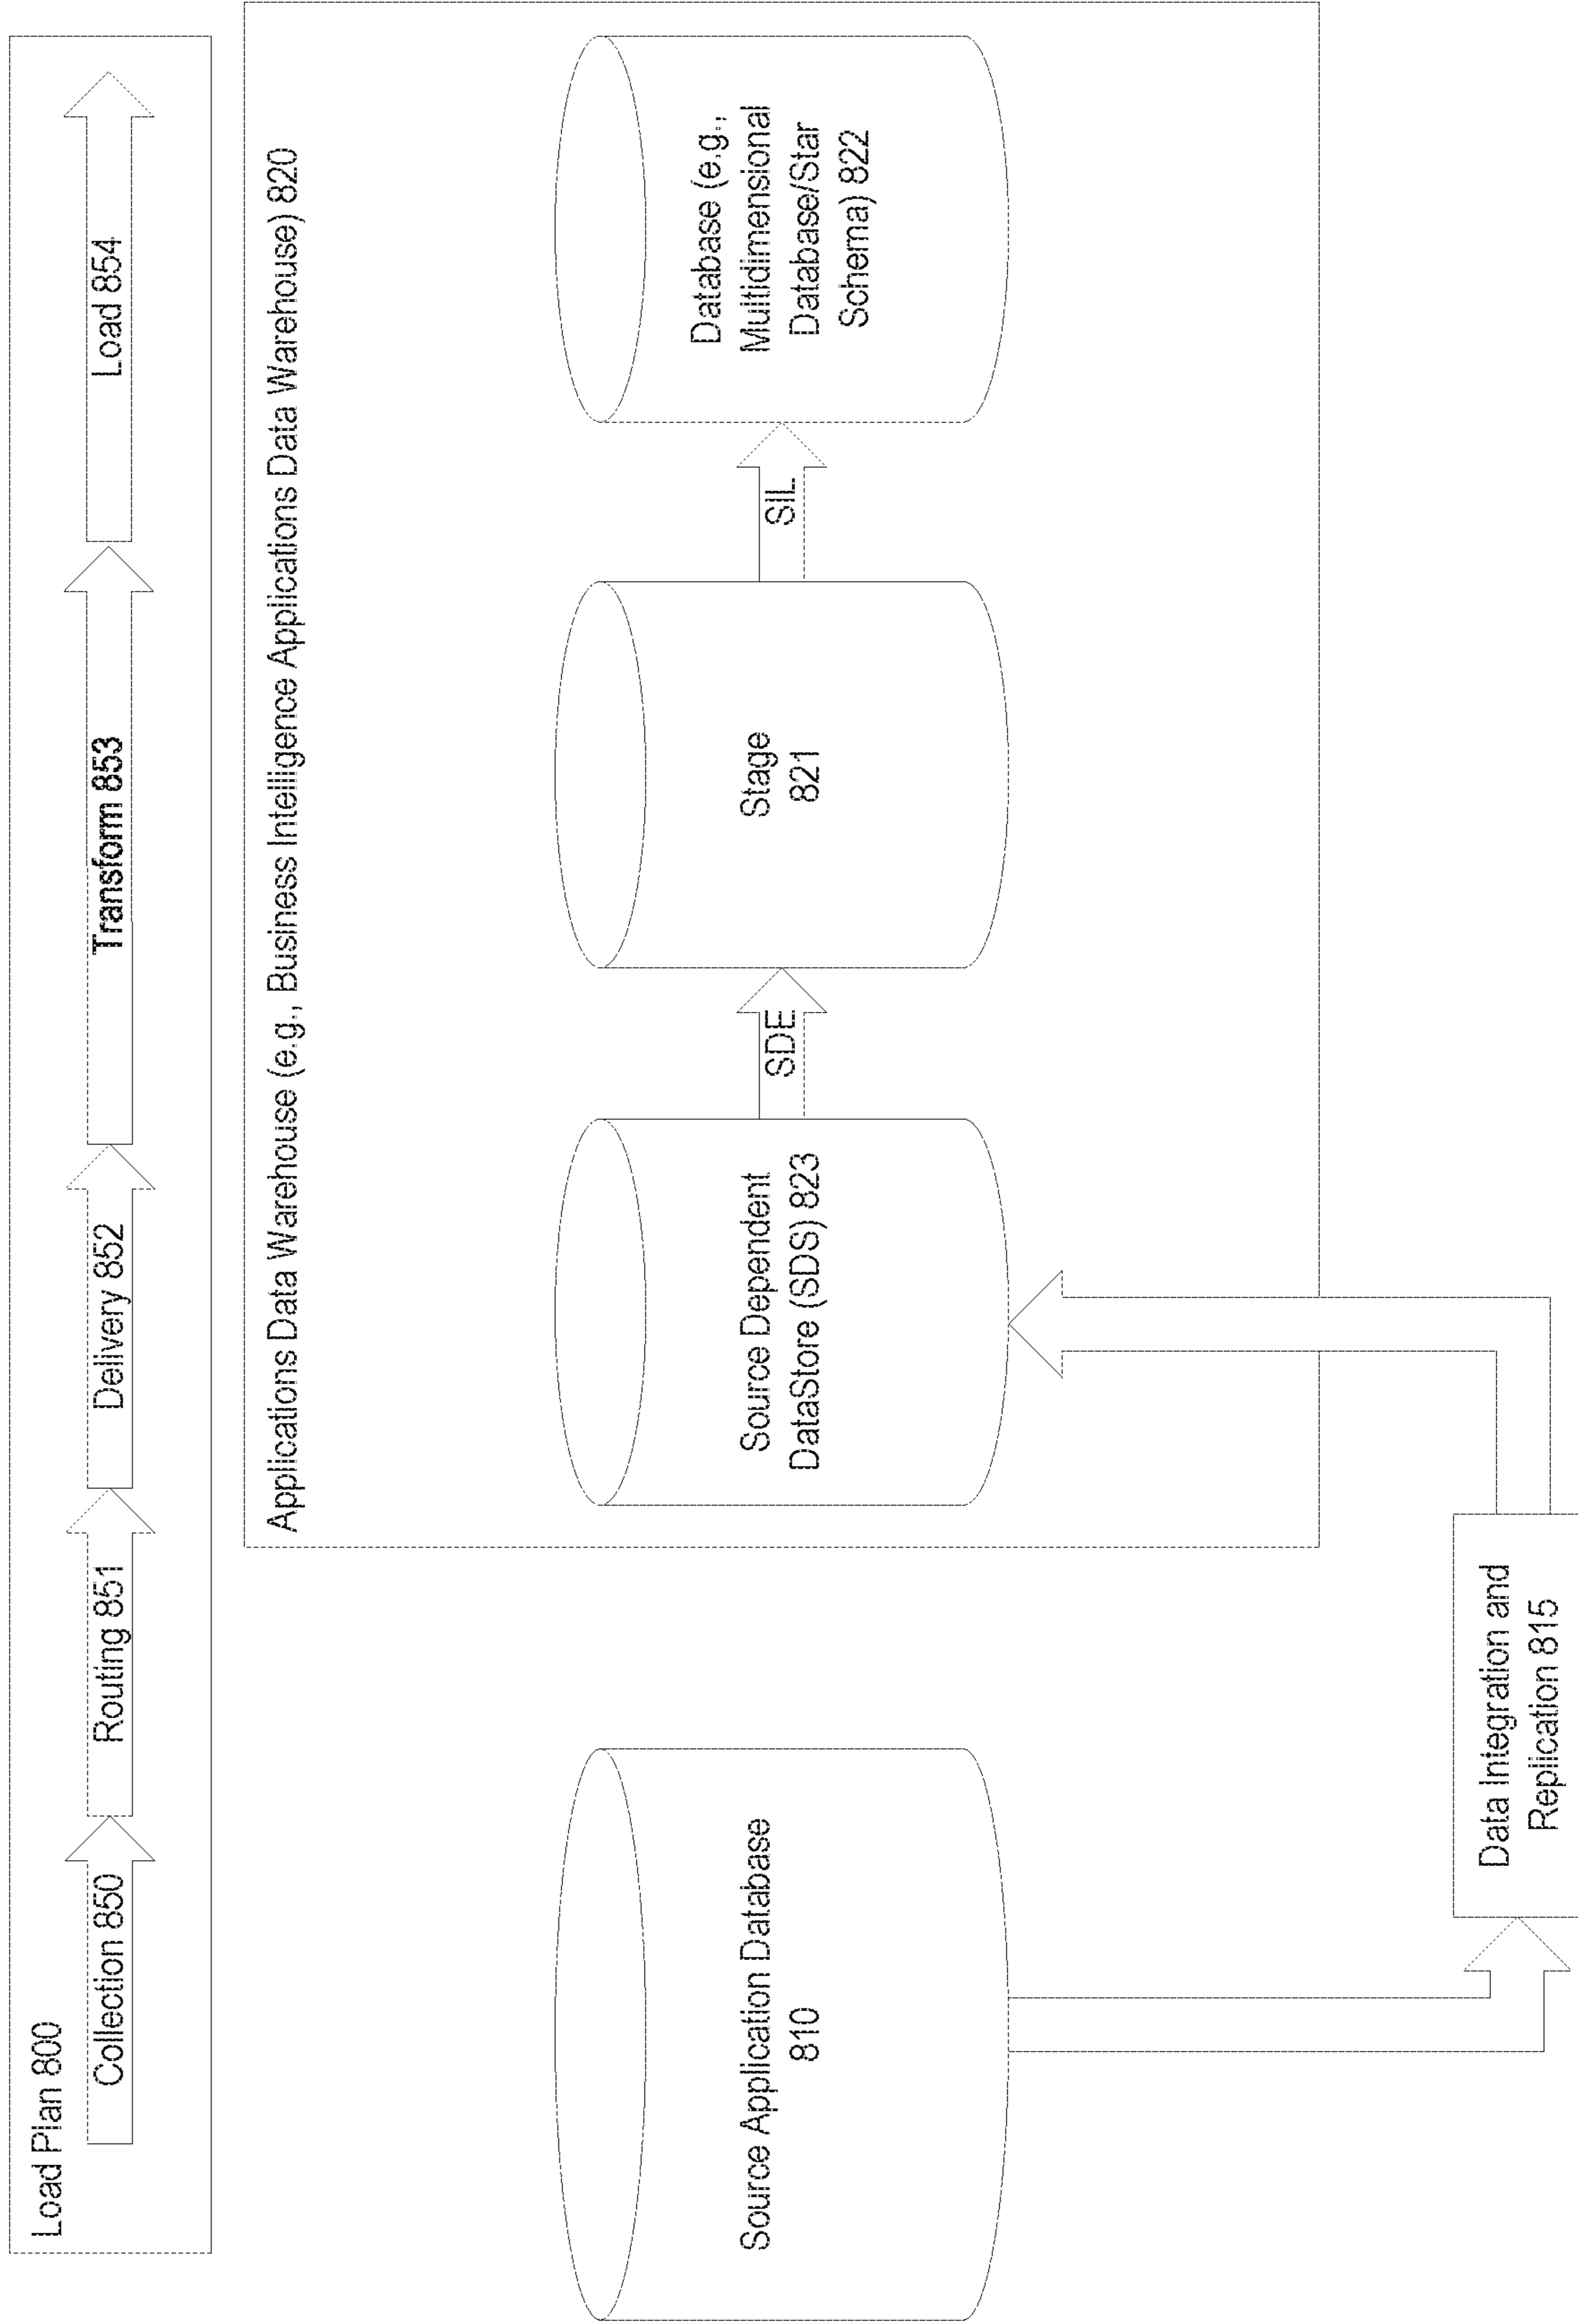 Load Plan 800
Collection 850
Routing 851
Delivery 852
Transform 853
Load 854
Applications Data Warehouse (e.g., Business Intelligence Applications Data Warehouse) 820
Source Application Database
810
Source Dependent
DataStore (SDS) 823
SDE
Stage
821
SIL
Database (e.g.,
Multidimensional
Database/Star
Schema) 822
Data Integration and
Replication 815